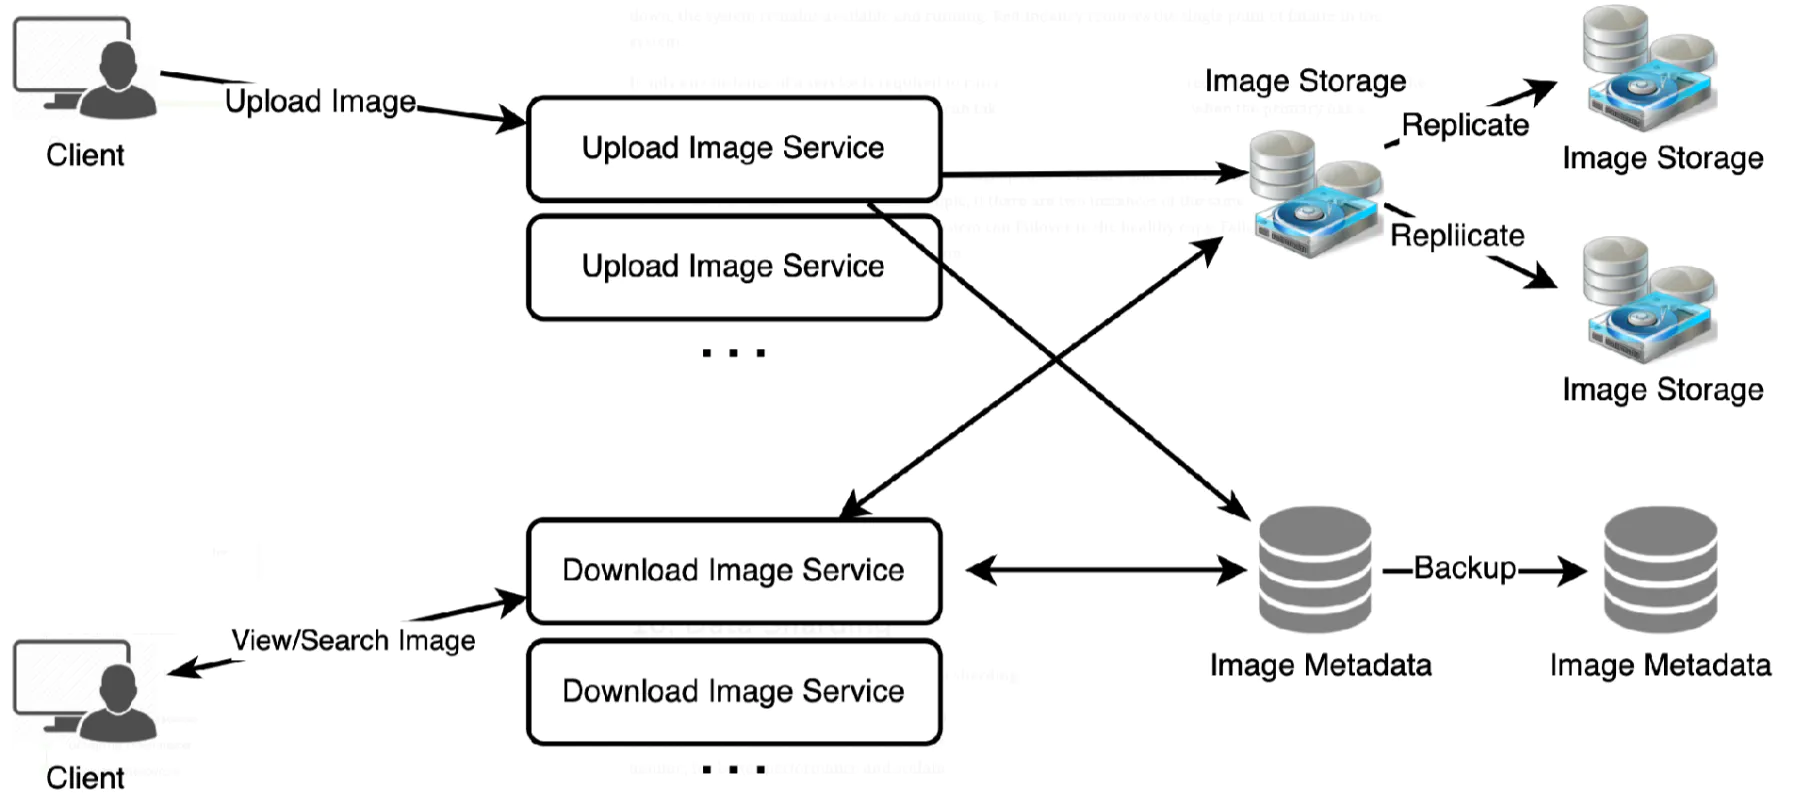 Client
Upload Image
Upload Image Service
Upload Image Service
. . .
Image Storage
Replicate
Image Storage
Repliicate
Image Storage
Client
View/Search Image
Download Image Service
Download Image Service
. . .
Image Metadata
Backup
Image Metadata